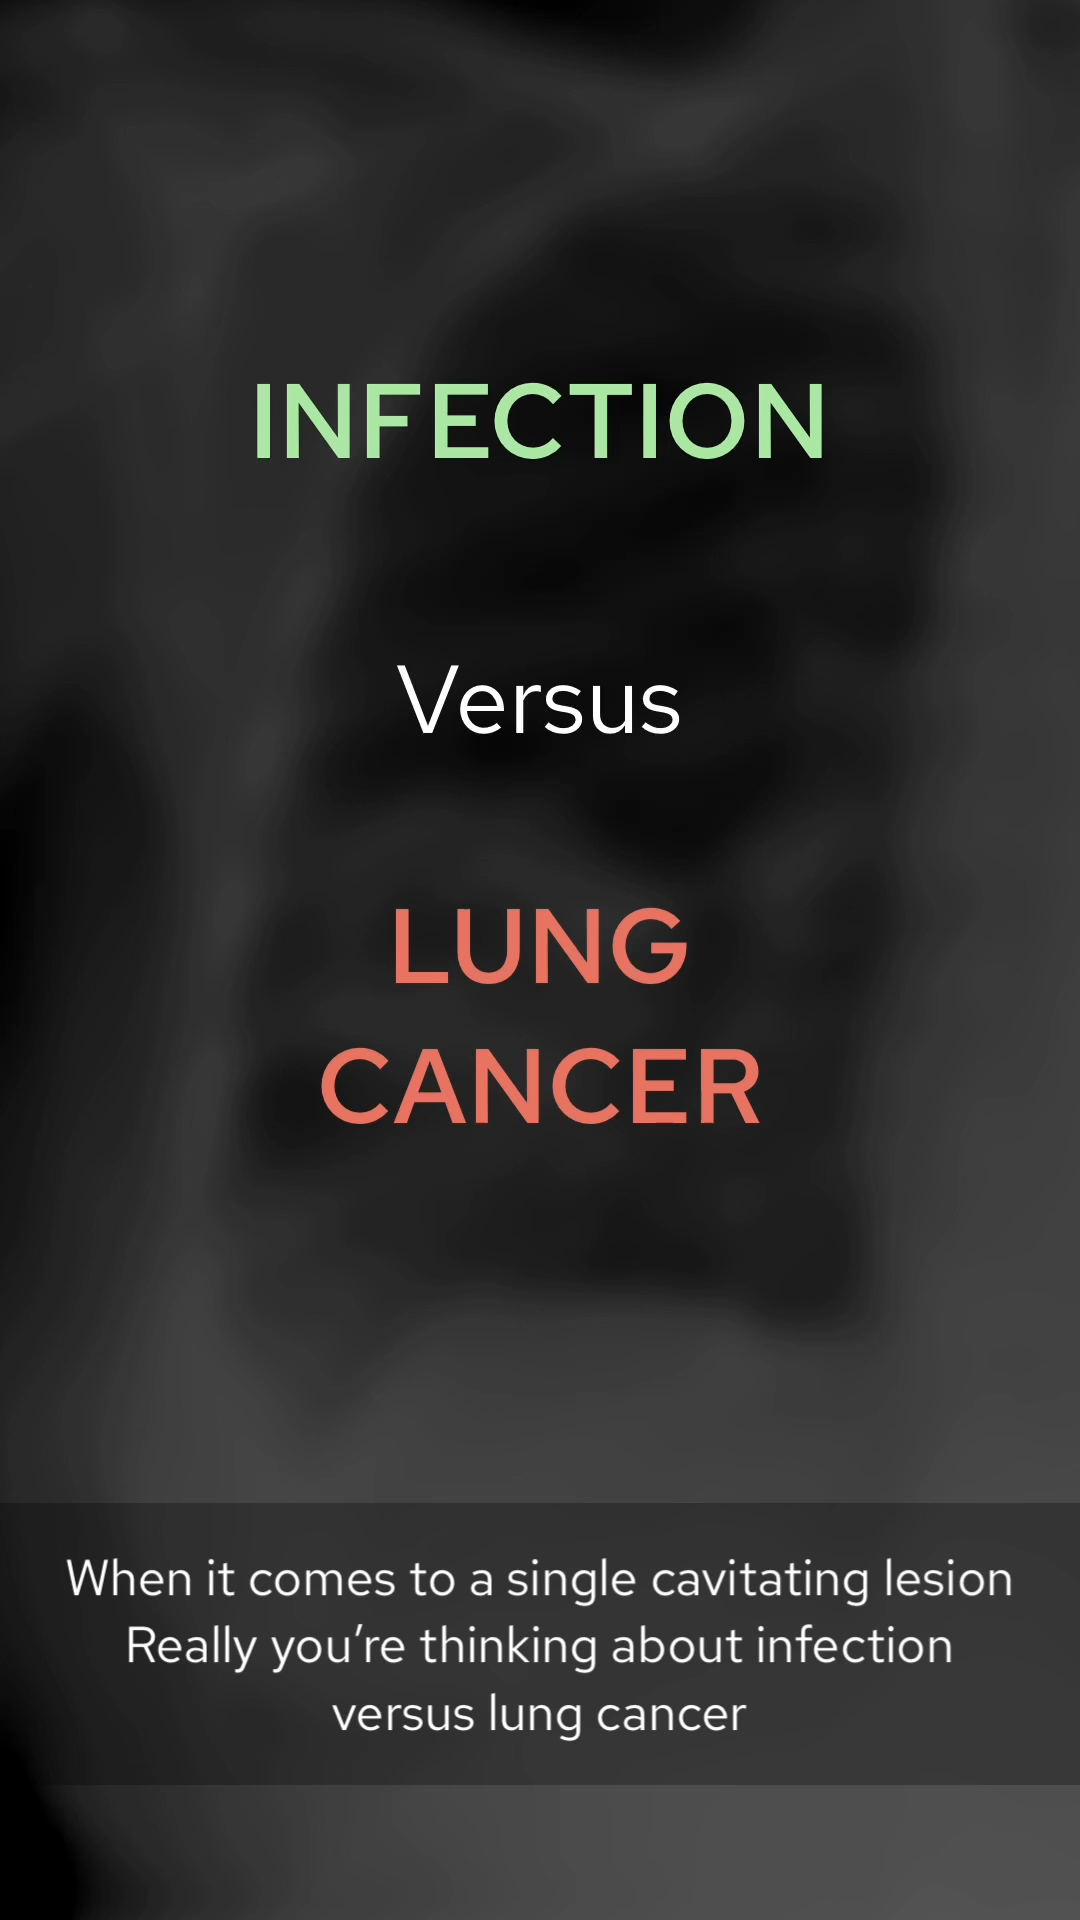 INFECTION
Versus
LUNG
CANCER
When it comes to a single cavitating lesion
Really you’re thinking about infection
versus lung cancer